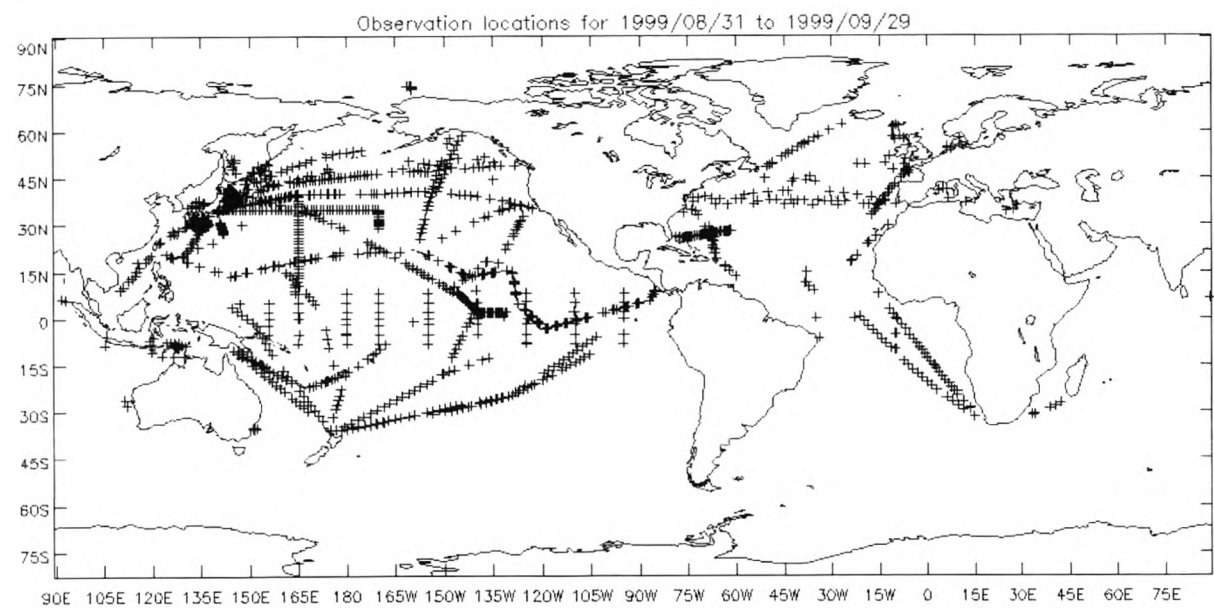 Observation locations for 1999/08/31 to 1999/09/29
90N
75N
60N
45N
30N
15N
0
15S
30S
45S
60S
75S
90E 105E 120E 135E 150E 165E 180 165W 150W 135W 120W 105W 90W 75W 60W 45W 30W 15W 0 15E 30E 45E 60E 75E